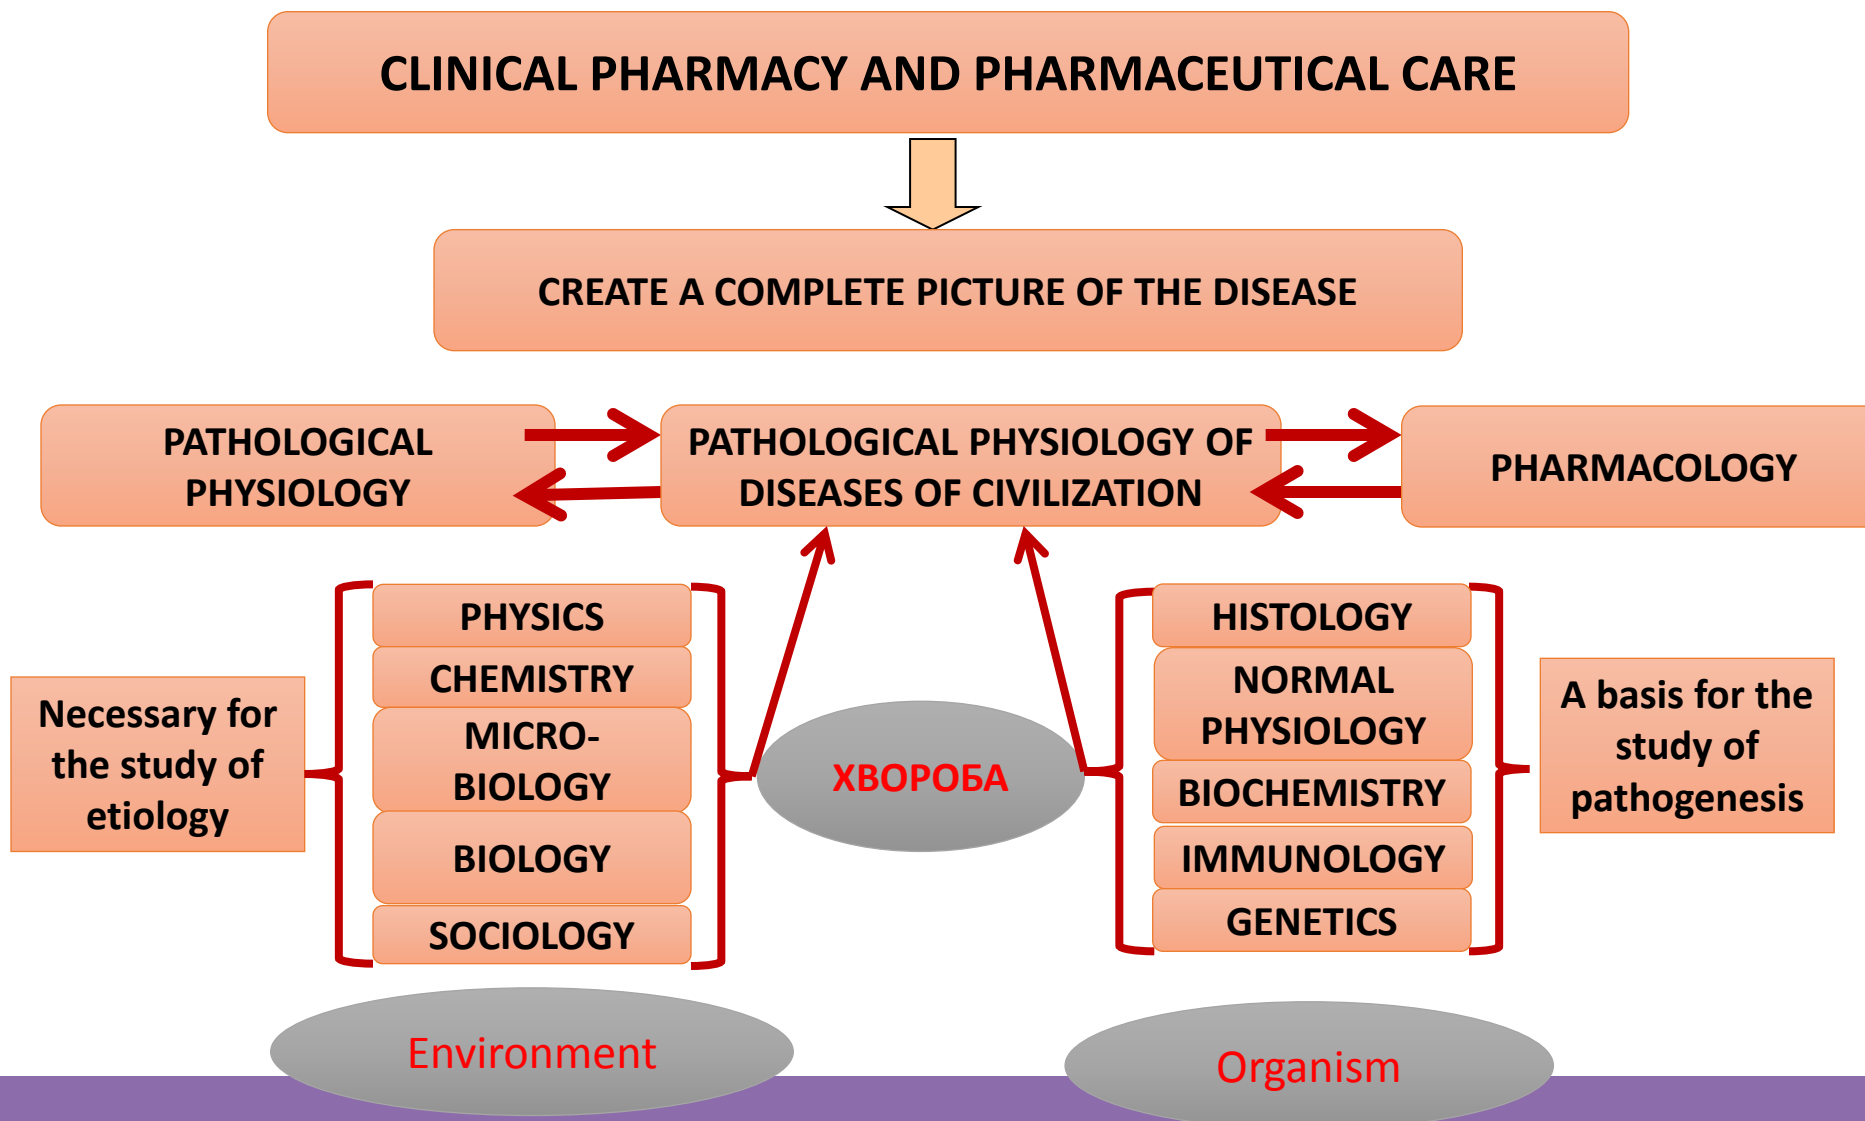 CLINICAL PHARMACY AND PHARMACEUTICAL CARE
CREATE A COMPLETE PICTURE OF THE DISEASE
PATHOLOGICAL
PHYSIOLOGY
PATHOLOGICAL PHYSIOLOGY OF
DISEASES OF CIVILIZATION
PHARMACOLOGY
Necessary for
the study of
etiology
PHYSICS
CHEMISTRY
MICRO-
BIOLOGY
BIOLOGY
SOCIOLOGY
ХВОРОБА
HISTOLOGY
NORMAL
PHYSIOLOGY
BIOCHEMISTRY
IMMUNOLOGY
GENETICS
A basis for the
study of
pathogenesis
Environment
Organism